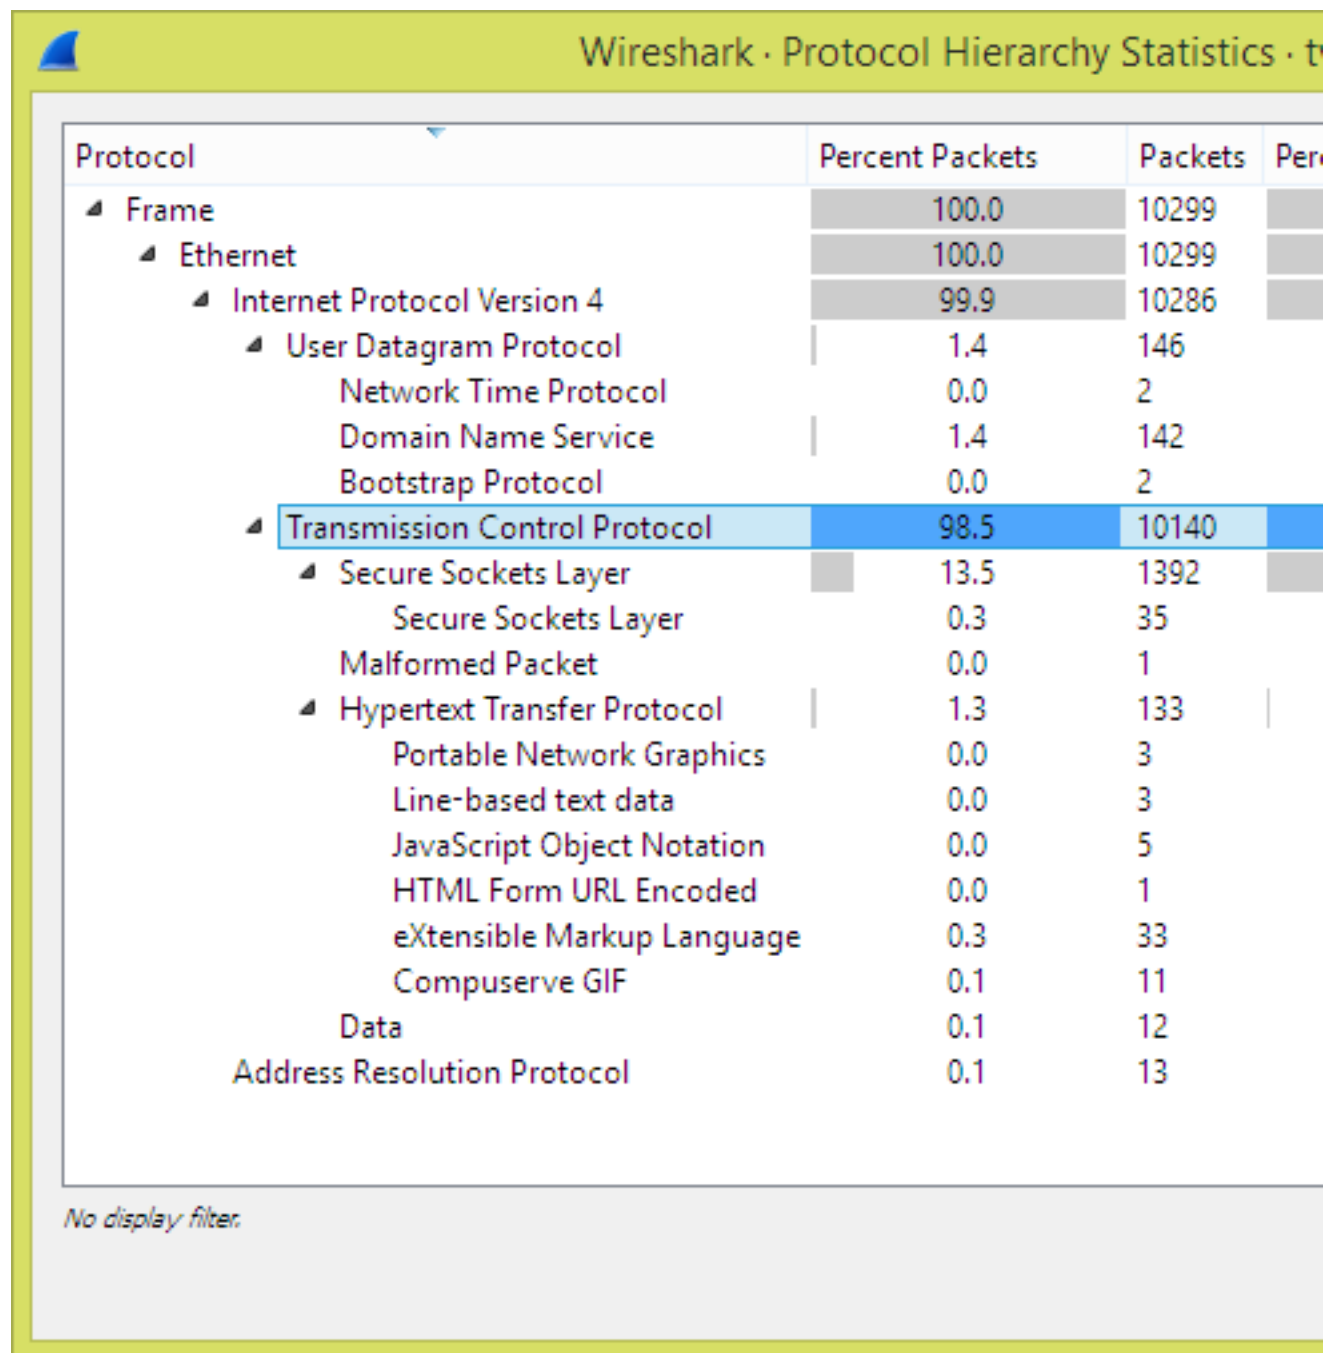 Wireshark · Protocol Hierarchy Statistics ·
Protocol Percent Packets Packets
Frame 100.0 10299
Ethernet 100.0 10299
Internet Protocol Version 4 99.9 10286
User Datagram Protocol 1.4 146
Network Time Protocol 0.0 2
Domain Name Service 1.4 142
Bootstrap Protocol 0.0 2
Transmission Control Protocol 98.5 10140
Secure Sockets Layer 13.5 1392
Secure Sockets Layer 0.3 35
Malformed Packet 0.0 1
Hypertext Transfer Protocol 1.3 133
Portable Network Graphics 0.0 3
Line-based text data 0.0 3
JavaScript Object Notation 0.0 5
HTML Form URL Encoded 0.0 1
eXtensible Markup Language 0.3 33
Compuserve GIF 0.1 11
Data 0.1 12
Address Resolution Protocol 0.1 13
No display filter.